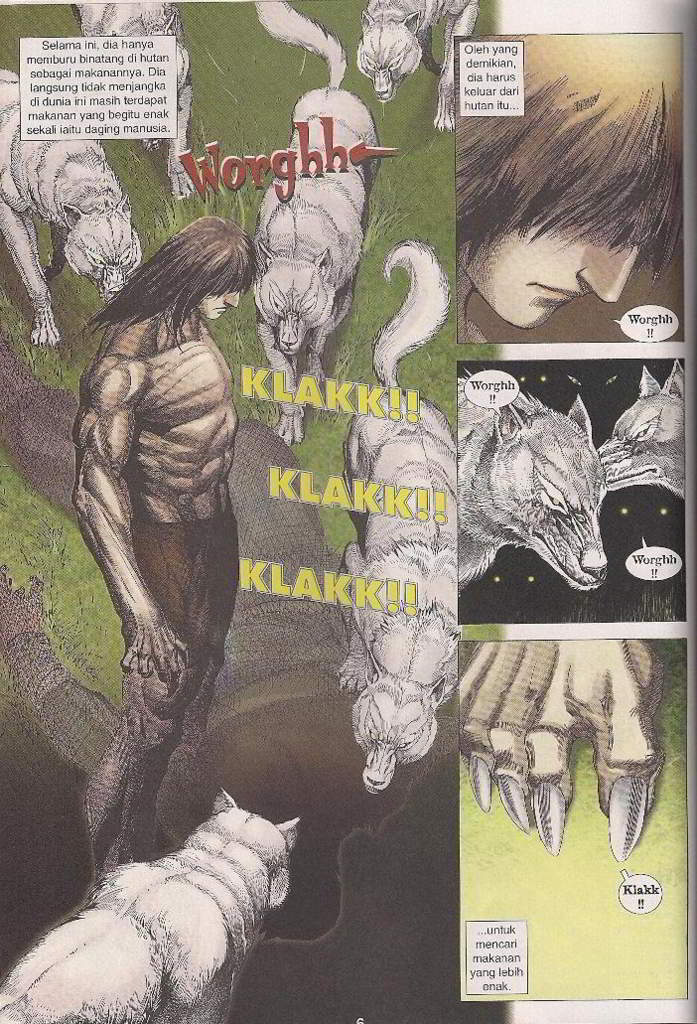 Selama ini, dia hanya
memburu binatang di hutan
sebagai makanannya. Dia
langsung tidak menjangka
di dunia ini masih terdapat
makanan yang begitu enak
sekali iaitu daging manusia.
Worghh
KLAKK!!
KLAKK!!
KLAKK!!
Oleh yang
demikian,
dia harus
keluar dari
hutan itu...
Worghh
!!
Worghh
!!
Worghh
!!
Klakk
!!
...untuk
mencari
makanan
yang lebih
enak.
6